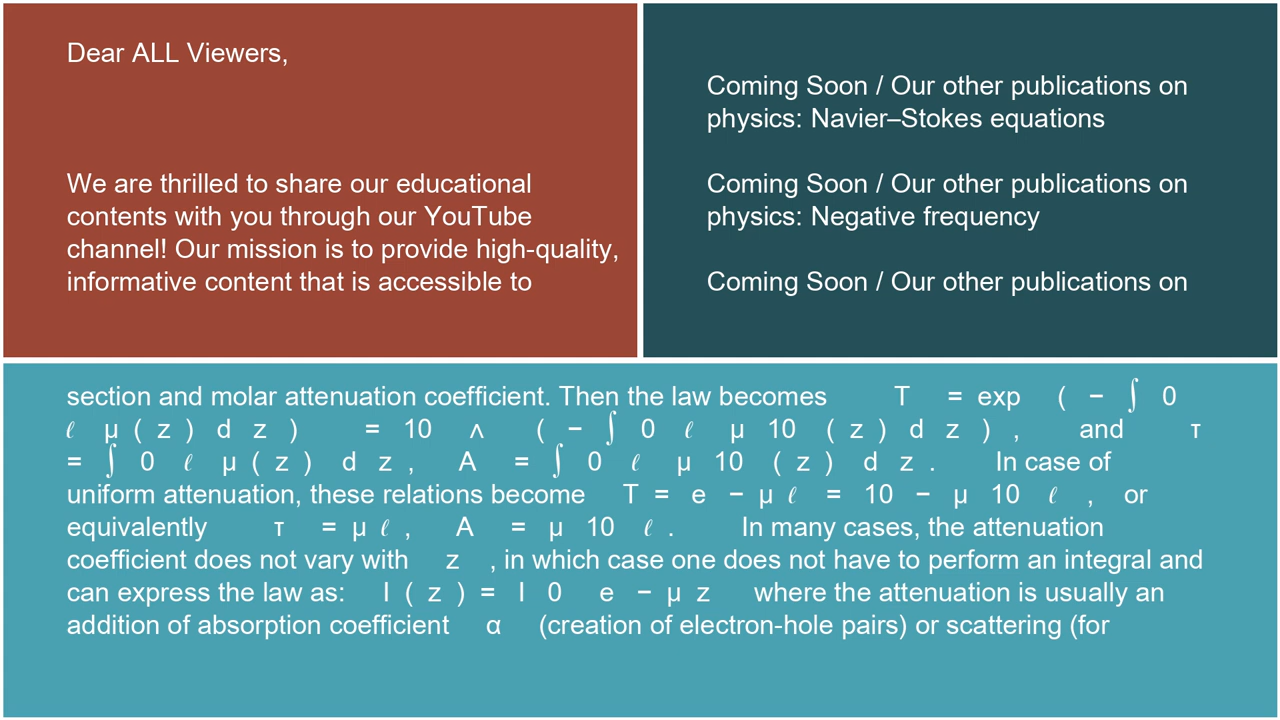 Dear ALL Viewers,
We are thrilled to share our educational
contents with you through our YouTube
channel! Our mission is to provide high-quality,
informative content that is accessible to
Coming Soon / Our other publications on
physics: Navier–Stokes equations
Coming Soon / Our other publications on
physics: Negative frequency
Coming Soon / Our other publications on
section and molar attenuation coefficient. Then the law becomes T = exp ( − ∫ 0
ℓ μ ( z ) d z ) = 10 ∧ ( − ∫ 0 ℓ μ 10 ( z ) d z ) , and τ
= ∫ 0 ℓ μ ( z ) d z , A = ∫ 0 ℓ μ 10 ( z ) d z . In case of
uniform attenuation, these relations become T = e − μ ℓ = 10 − μ 10 ℓ , or
equivalently τ = μ ℓ , A = μ 10 ℓ . In many cases, the attenuation
coefficient does not vary with z , in which case one does not have to perform an integral and
can express the law as: I ( z ) = I 0 e − μ z where the attenuation is usually an
addition of absorption coefficient α (creation of electron-hole pairs) or scattering (for